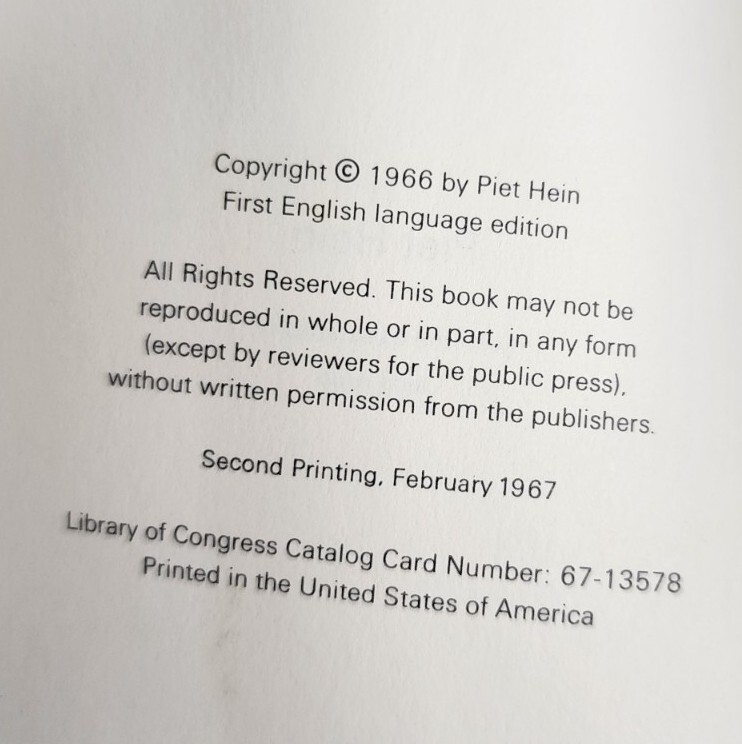 Copyright © 1966 by Piet Hein
First English language edition
All Rights Reserved. This book may not be
reproduced in whole or in part, in any form
(except by reviewers for the public press),
without written permission from the publishers.
Second Printing, February 1967
Library of Congress Catalog Card Number: 67-13578
Printed in the United States of America